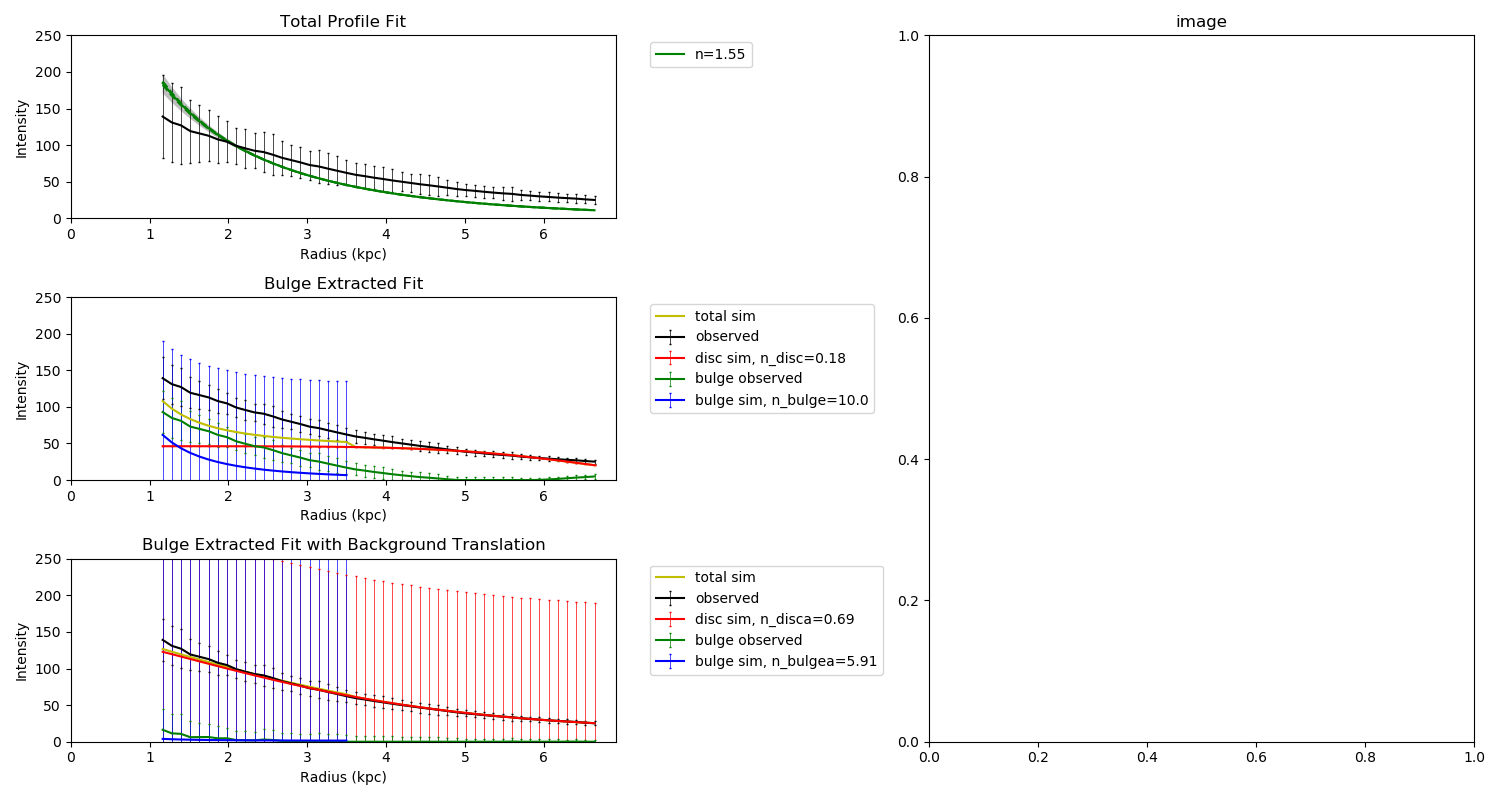 Total Profile Fit
250
200
150
100
50
0
Intensity
0 1 2 3 4 5 6
Radius (kpc)
n=1.55
Bulge Extracted Fit
250
200
150
100
50
0
Intensity
0 1 2 3 4 5 6
Radius (kpc)
total sim
observed
disc sim, n_disc=0.18
bulge observed
bulge sim, n_bulge=10.0
Bulge Extracted Fit with Background Translation
250
200
150
100
50
0
Intensity
0 1 2 3 4 5 6
Radius (kpc)
total sim
observed
disc sim, n_disca=0.69
bulge observed
bulge sim, n_bulgea=5.91
image
1.0
0.8
0.6
0.4
0.2
0.0
0.0 0.2 0.4 0.6 0.8 1.0